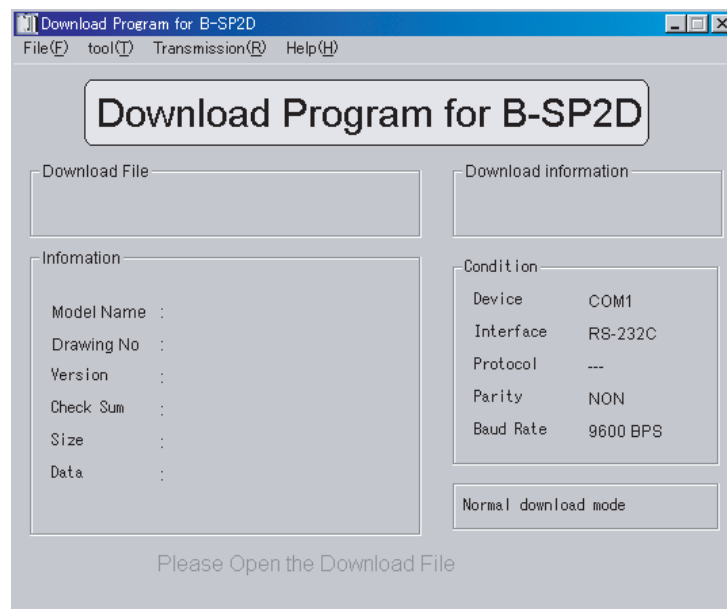 Download Program for B-SP2D
File(F) tool(T) Transmission(R) Help(H)
Download Program for B-SP2D
Download File
Download information
Infomation
Model Name :
Drawing No :
Version :
Check Sum :
Size :
Data :
Condition
Device COM1
Interface RS-232C
Protocol ---
Parity NON
Baud Rate 9600 BPS
Normal download mode
Please Open the Download File